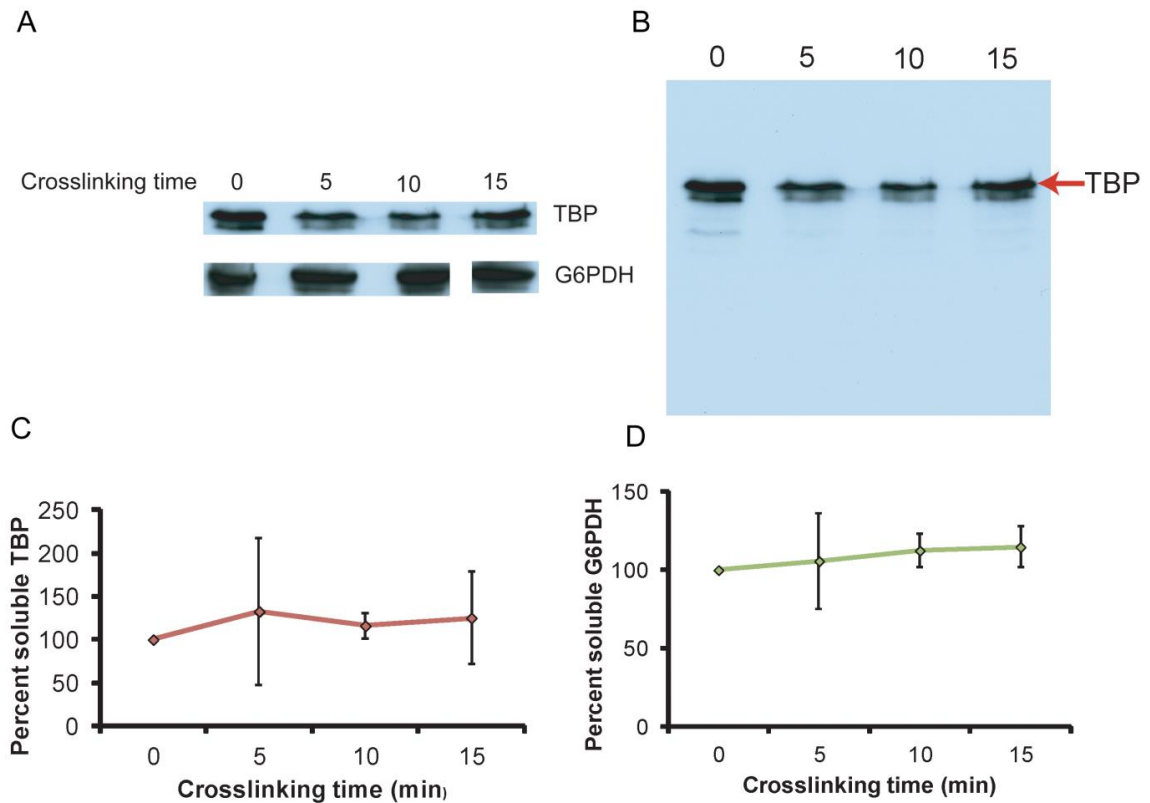 A
Crosslinking time 0 5 10 15
TBP
G6PDH
B
0 5 10 15
TBP
C
Percent soluble TBP
250
200
150
100
50
0
0 5 10 15
Crosslinking time (min)
D
Percent soluble G6PDH
150
100
50
0
0 5 10 15
Crosslinking time (min)